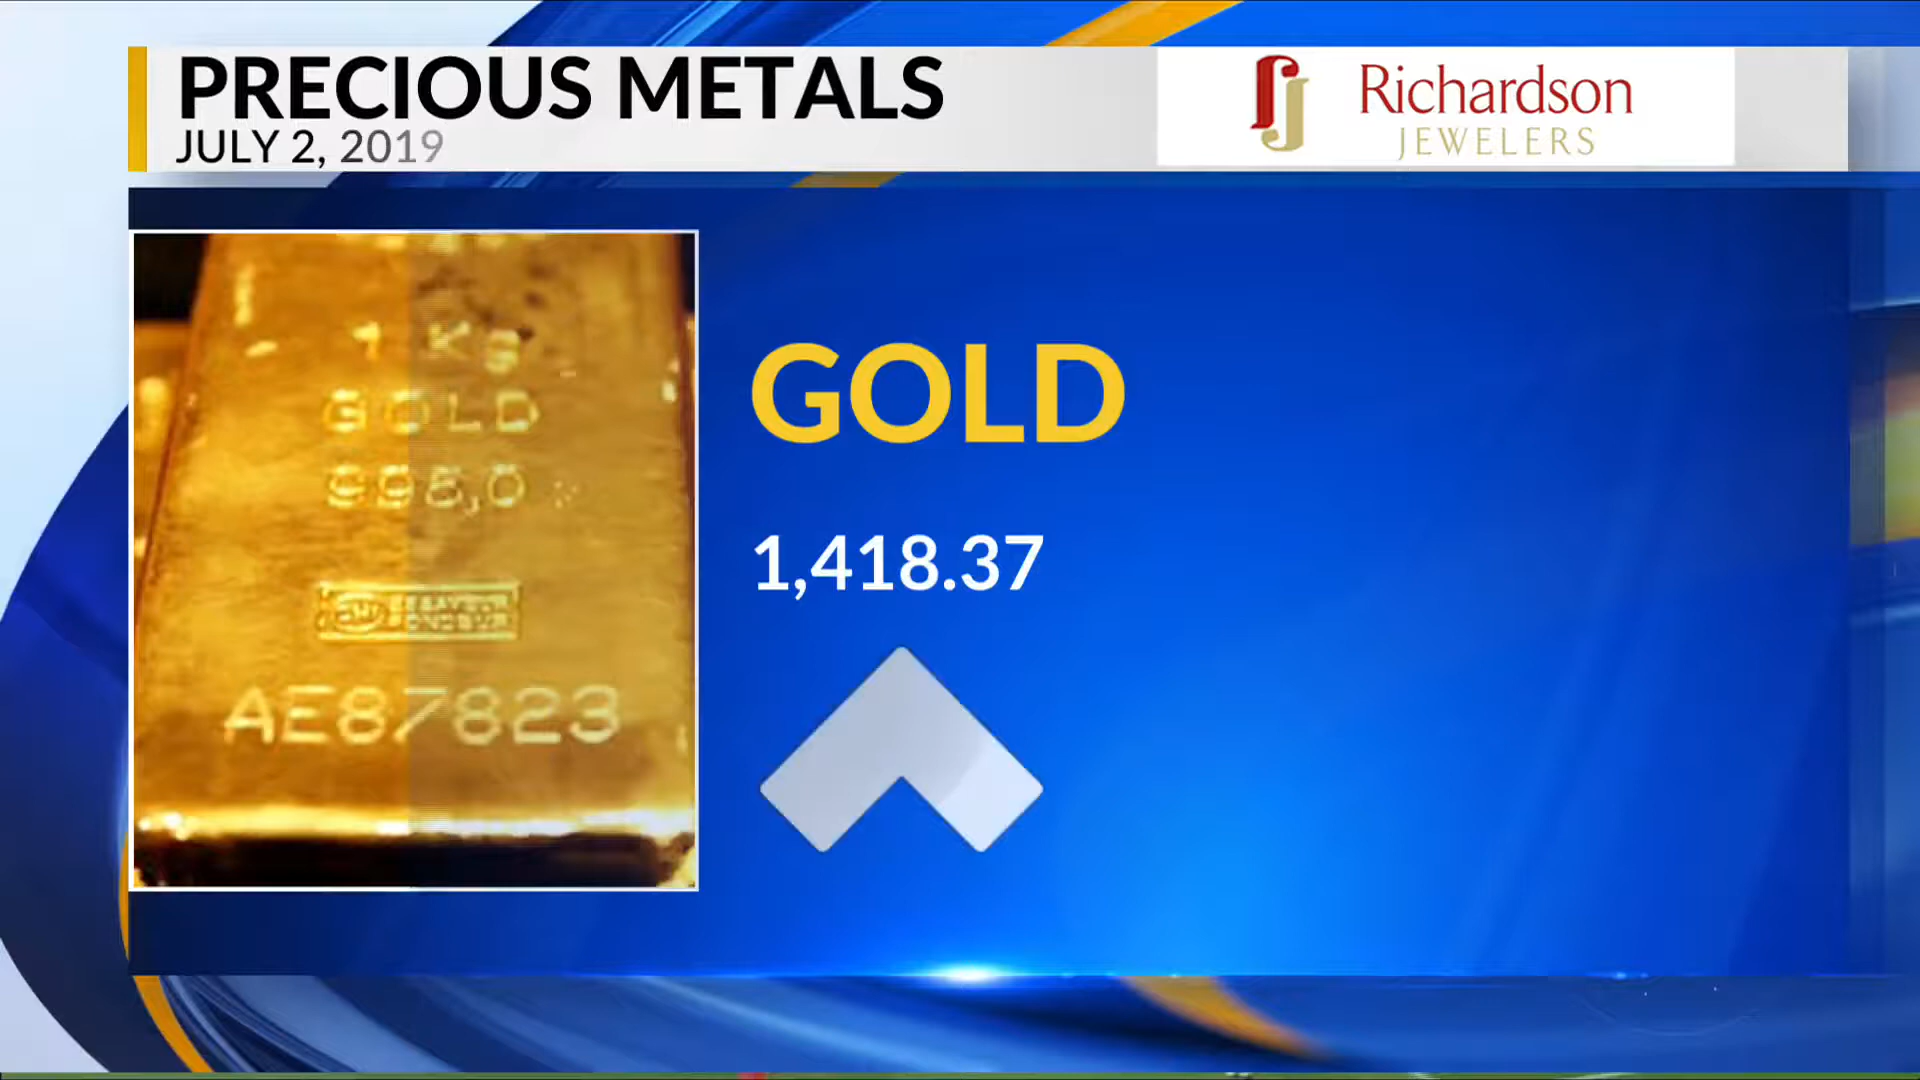 PRECIOUS METALS
JULY 2, 2019
Richardson
JEWELERS
1 KG
GOLD
995,0
AE87823
GOLD
1,418.37